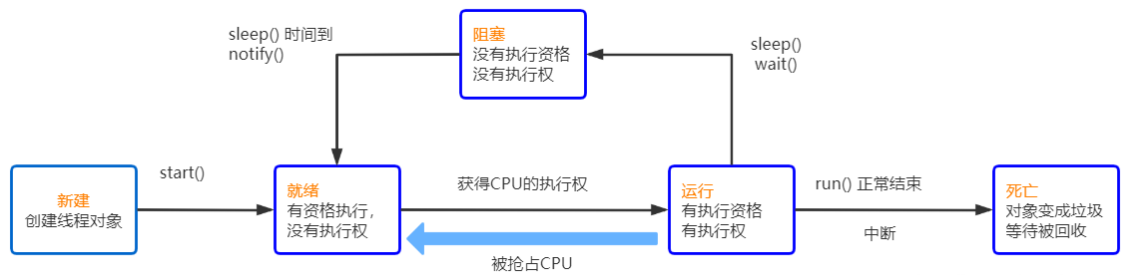 sleep() 时间到
notify()
阻塞
没有执行资格
没有执行权
sleep()
wait()
新建
创建线程对象
start()
就绪
有资格执行，
没有执行权
获得CPU的执行权
被抢占CPU
运行
有执行资格
有执行权
run() 正常结束
中断
死亡
对象变成垃圾
等待被回收